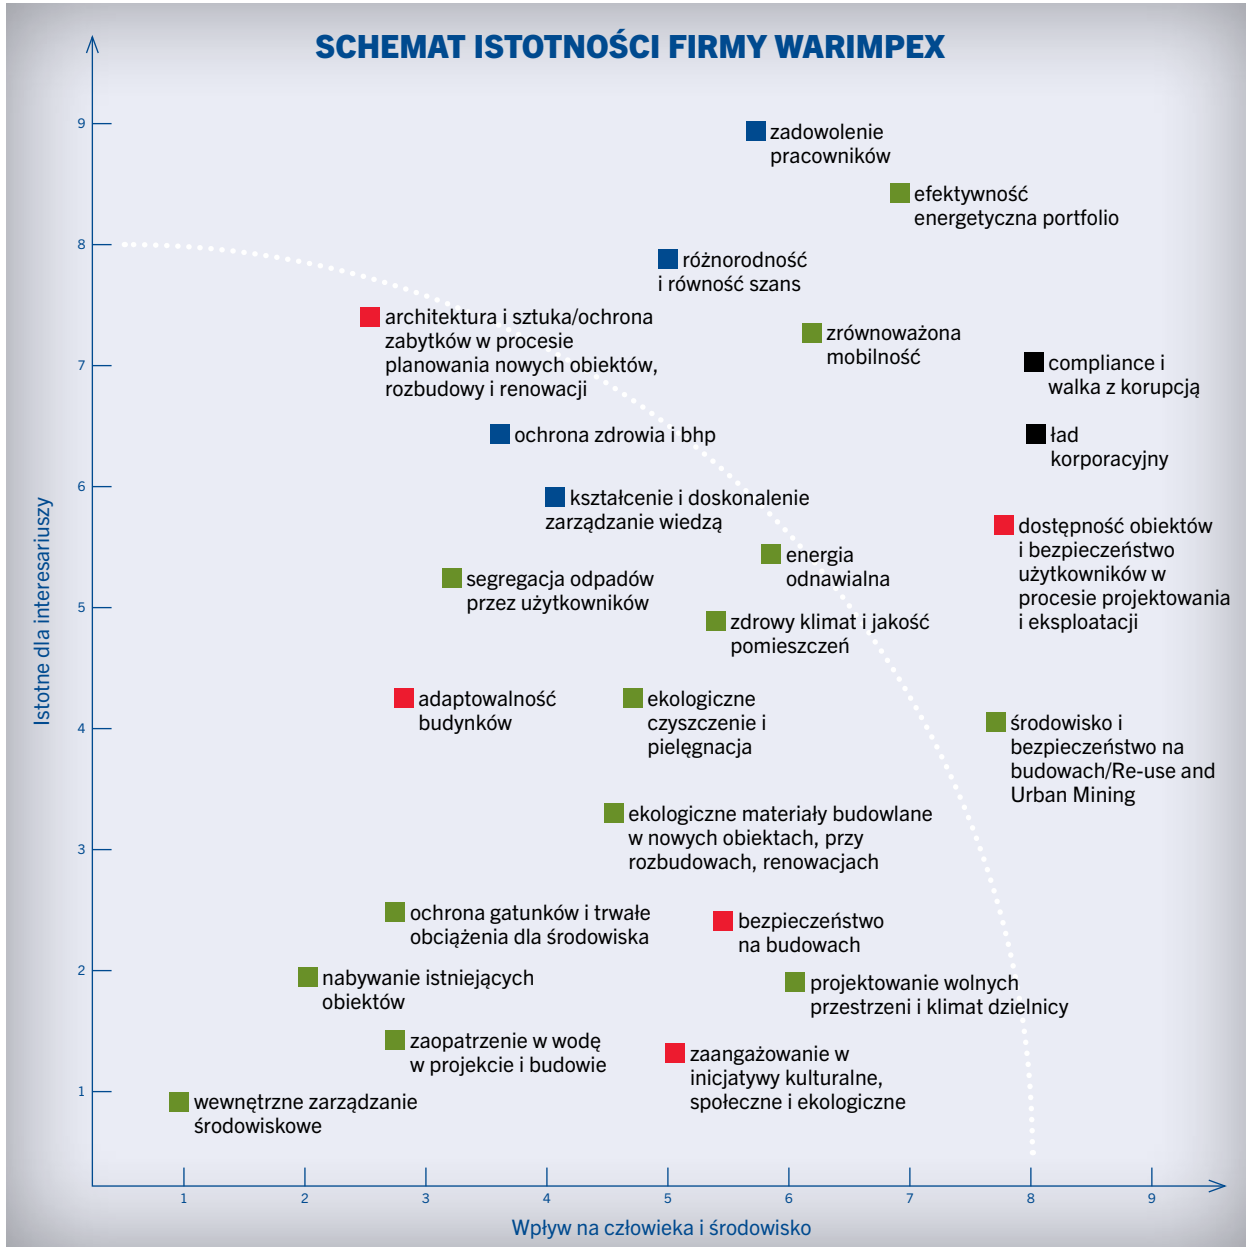 SCHEMAT ISTOTNOŚCI FIRMY WARIMPEX
9
8
7
6
5
4
3
2
1
Istotne dla interesariuszy
zadowolenie
pracowników
efektywność
energetyczna portfolio
różnorodność
i równość szans
architektura i sztuka/ochrona
zabytków w procesie
planowania nowych obiektów,
rozbudowy i renowacji
zrównoważona
mobilność
compliance i
walka z korupcją
ochrona zdrowia i bhp
ład
korporacyjny
kształcenie i doskonalenie
zarządzanie wiedzą
dostępność obiektów
i bezpieczeństwo
użytkowników w
procesie projektowania
i eksploatacji
energia
odnawialna
segregacja odpadów
przez użytkowników
zdrowy klimat i jakość
pomieszczeń
adaptowalność
budynków
ekologiczne
czyszczenie i
pielęgnacja
środowisko i
bezpieczeństwo na
budowach/Re-use and
Urban Mining
ekologiczne materiały budowlane
w nowych obiektach, przy
rozbudowach, renowacjach
ochrona gatunków i trwałe
obciążenia dla środowiska
bezpieczeństwo
na budowach
nabywanie istniejących
obiektów
projektowanie wolnych
przestrzeni i klimat dzielnicy
zaopatrzenie w wodę
w projekcie i budowie
zaangażowanie w
inicjatywy kulturalne,
społeczne i ekologiczne
wewnętrzne zarządzanie
środowiskowe
1 2 3 4 5 6 7 8 9
Wpływ na człowieka i środowisko